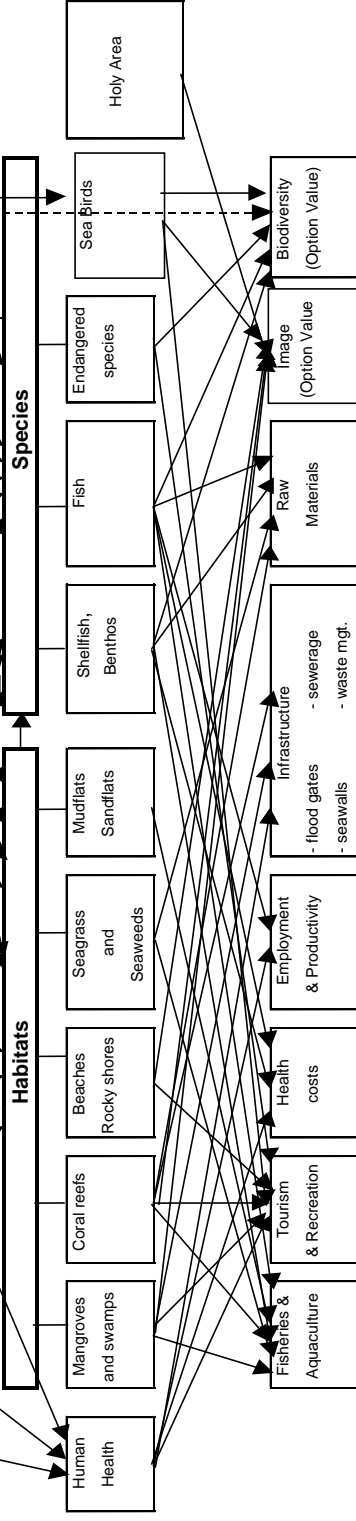 Habitats
Species
Human
Health
Mangroves
and swamps
Coral reefs
Beaches
Rocky shores
Seagrass
and
Seaweeds
Mudflats
Sandflats
Shellfish,
Benthos
Fish
Endangered
species
Sea Birds
Holy Area
Fisheries &
Aquaculture
Tourism
& Recreation
Health
costs
Employment
& Productivity
Infrastructure
- flood gates - sewerage
- seawalls - waste mgt.
Raw
Materials
Image
(Option Value
Biodiversity
(Option Value)